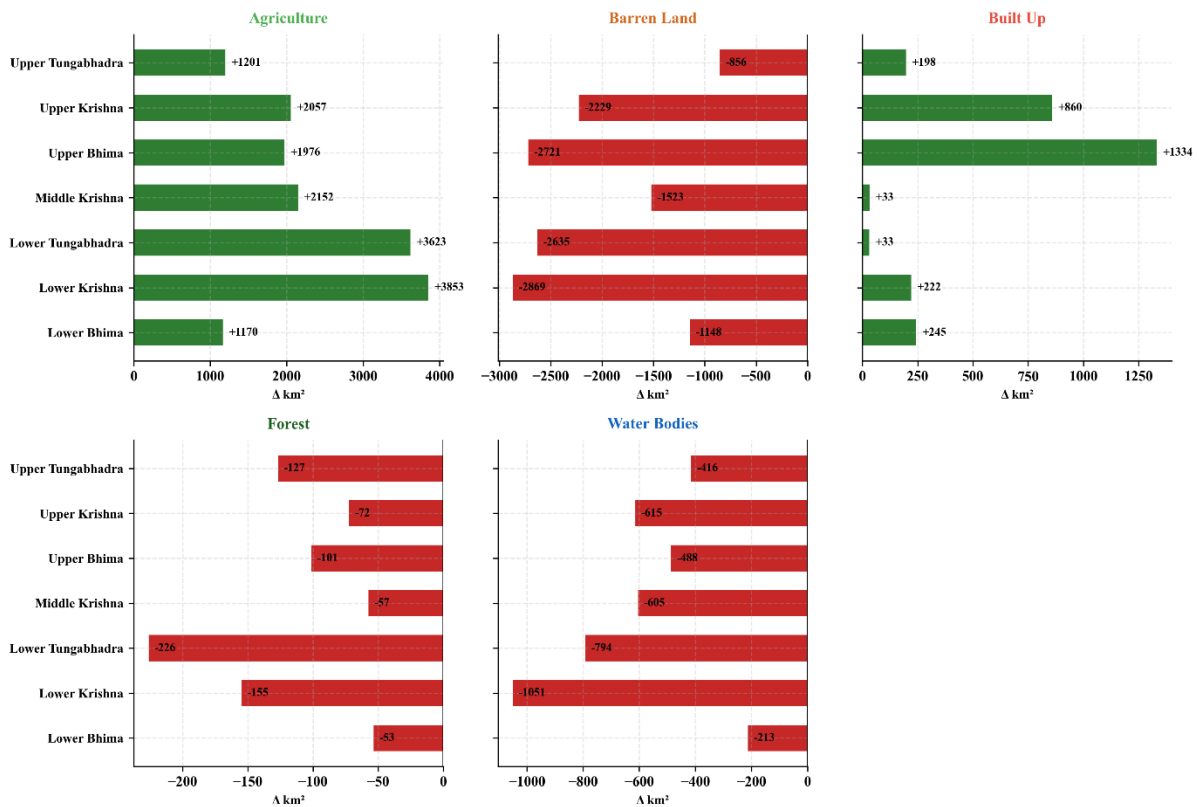 Agriculture
Upper Tungabhadra +1201
Upper Krishna +2057
Upper Bhima +1976
Middle Krishna +2152
Lower Tungabhadra +3623
Lower Krishna +3853
Lower Bhima +1170
0 1000 2000 3000 4000
Δ km²
Barren Land
-856
-2229
-2721
-1523
-2635
-2869
-1148
−3000 −2500 −2000 −1500 −1000 −500 0
Δ km²
Built Up
+198
+860
+1334
+33
+33
+222
+245
0 250 500 750 1000 1250
Δ km²
Forest
Upper Tungabhadra -127
Upper Krishna -72
Upper Bhima -101
Middle Krishna -57
Lower Tungabhadra -226
Lower Krishna -155
Lower Bhima -53
−200 −150 −100 −50 0
Δ km²
Water Bodies
-416
-615
-488
-605
-794
-1051
-213
−1000 −800 −600 −400 −200 0
Δ km²